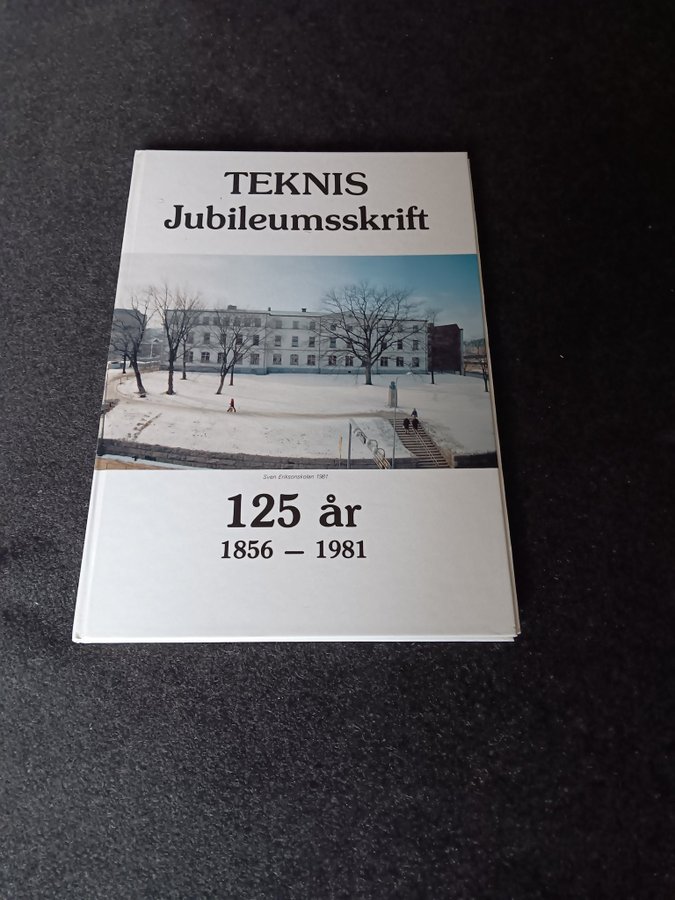 TEKNIS
Jubileumsskrift
Sven Eriksonskolan 1981
125 år
1856 — 1981